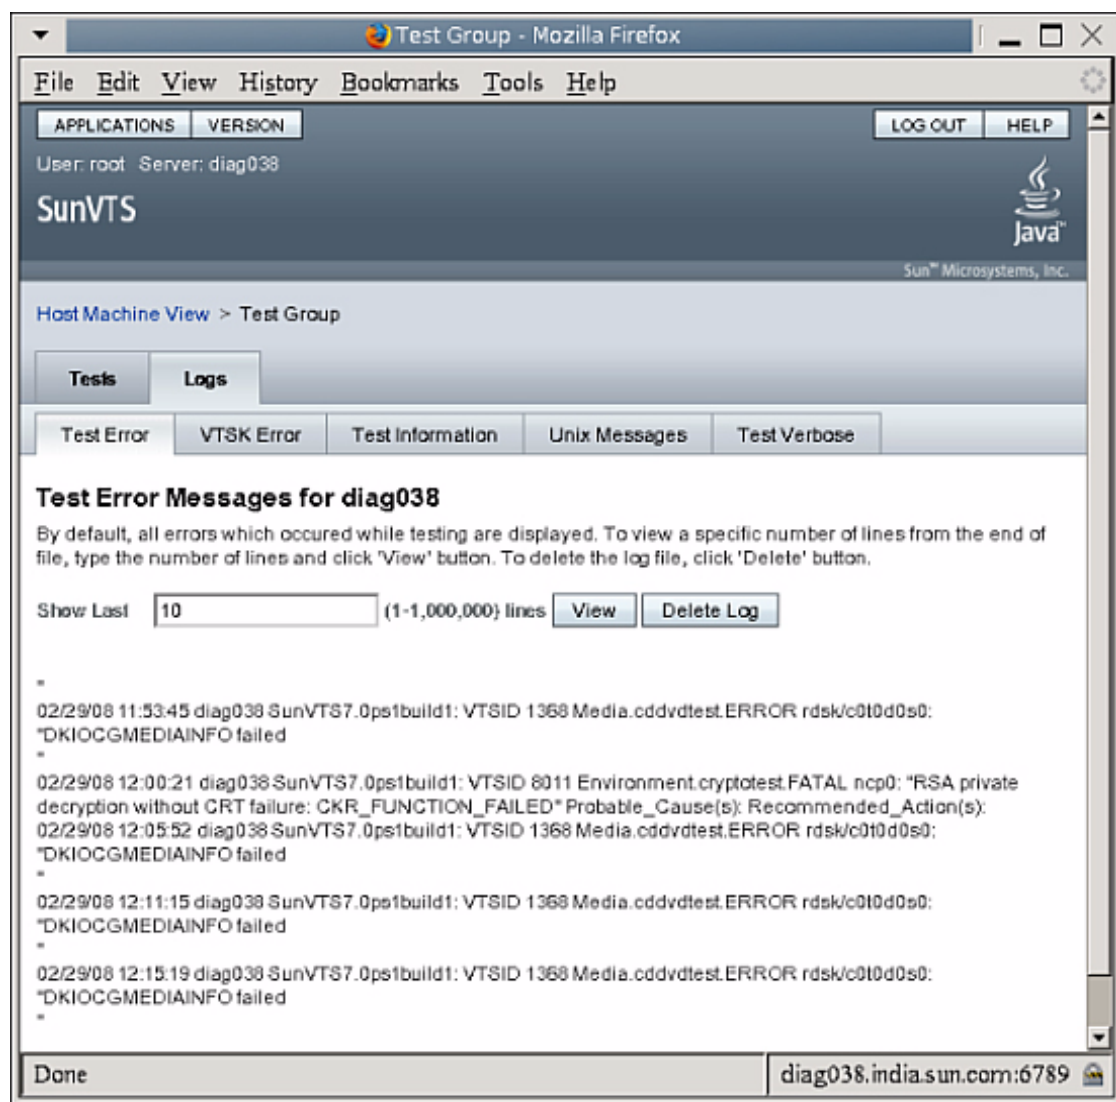 Test Group - Mozilla Firefox
File Edit View History Bookmarks Tools Help
APPLICATIONS VERSION LOG OUT HELP
User: root Server: diag038
SunVTS
Java™
Sun™ Microsystems, Inc.
Host Machine View > Test Group
Tests Logs
Test Error VTSK Error Test Information Unix Messages Test Verbose
Test Error Messages for diag038
By default, all errors which occured while testing are displayed. To view a specific number of lines from the end of
file, type the number of lines and click 'View' button. To delete the log file, click 'Delete' button.
Show Last 10 (1-1,000,000) lines View Delete Log
"
02/29/08 11:53:45 diag038 SunVTS7.0ps1build1: VTSID 1368 Media.cddvdtest.ERROR rdsk/c0t0d0s0:
"DKIOCGMEDIAINFO failed
"
02/29/08 12:00:21 diag038 SunVTS7.0ps1build1: VTSID 8011 Environment.cryptotest.FATAL ncp0: "RSA private
decryption without CRT failure: CKR_FUNCTION_FAILED" Probable_Cause(s): Recommended_Action(s):
02/29/08 12:05:52 diag038 SunVTS7.0ps1build1: VTSID 1368 Media.cddvdtest.ERROR rdsk/c0t0d0s0:
"DKIOCGMEDIAINFO failed
"
02/29/08 12:11:15 diag038 SunVTS7.0ps1build1: VTSID 1368 Media.cddvdtest.ERROR rdsk/c0t0d0s0:
"DKIOCGMEDIAINFO failed
"
02/29/08 12:15:19 diag038 SunVTS7.0ps1build1: VTSID 1368 Media.cddvdtest.ERROR rdsk/c0t0d0s0:
"DKIOCGMEDIAINFO failed
"
Done diag038.india.sun.com:6789